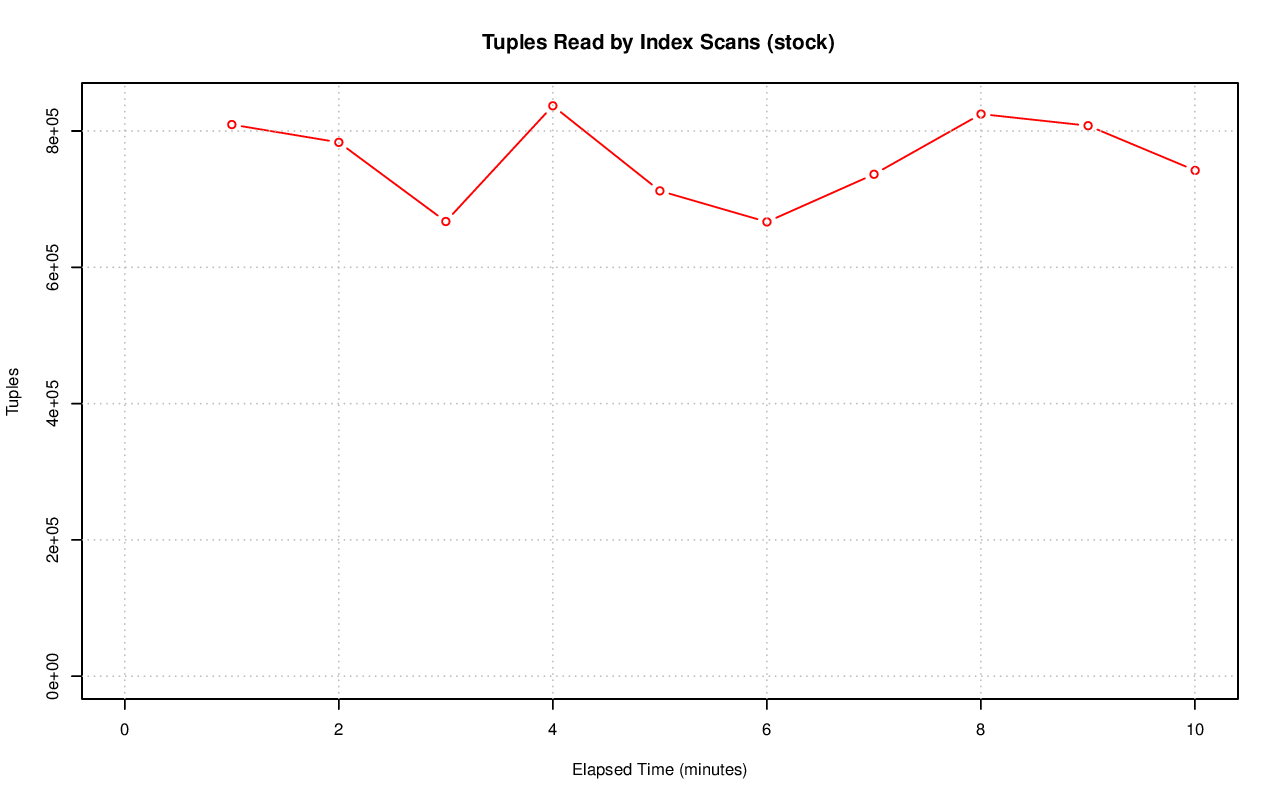 Tuples Read by Index Scans (stock)
8e+05
6e+05
4e+05
2e+05
0e+00
Tuples
0 2 4 6 8 10
Elapsed Time (minutes)